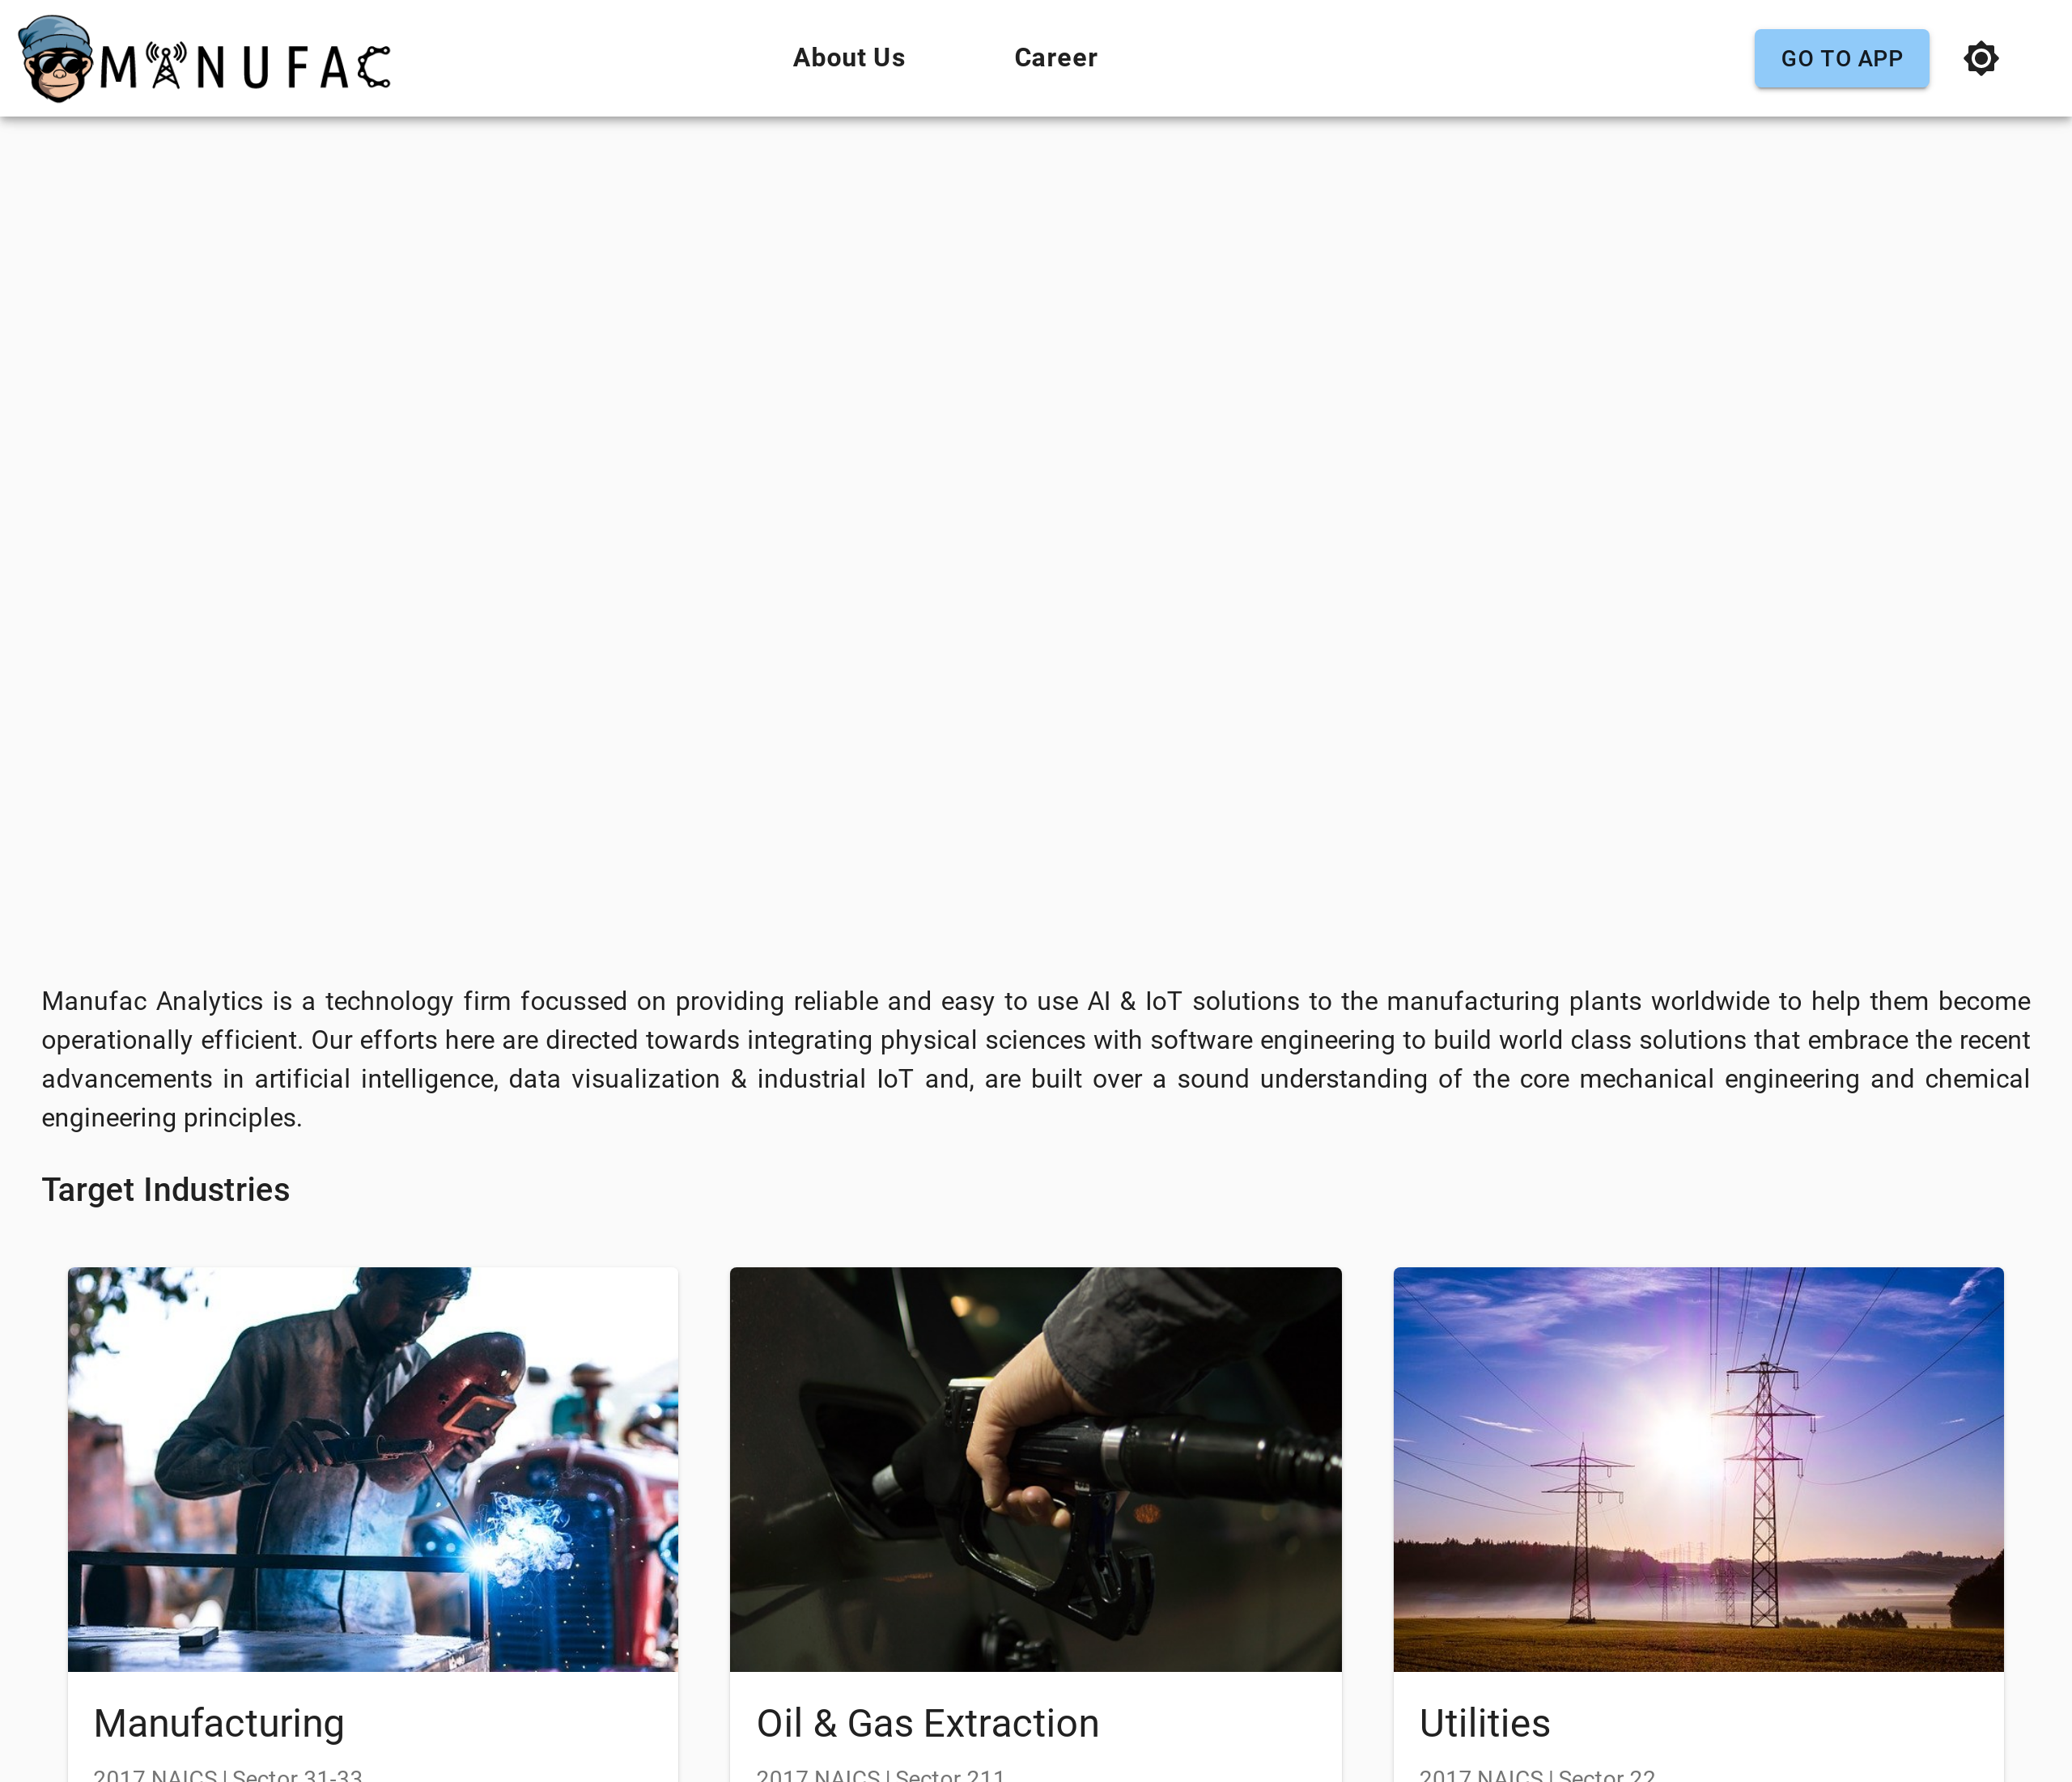 MANUFAC
About Us
Career
GO TO APP
Manufac Analytics is a technology firm focussed on providing reliable and easy to use AI & IoT solutions to the manufacturing plants worldwide to help them become
operationally efficient. Our efforts here are directed towards integrating physical sciences with software engineering to build world class solutions that embrace the recent
advancements in artificial intelligence, data visualization & industrial IoT and, are built over a sound understanding of the core mechanical engineering and chemical
engineering principles.
Target Industries
Manufacturing
2017 NAICS | Sector 31-33
Oil & Gas Extraction
2017 NAICS | Sector 211
Utilities
2017 NAICS | Sector 22